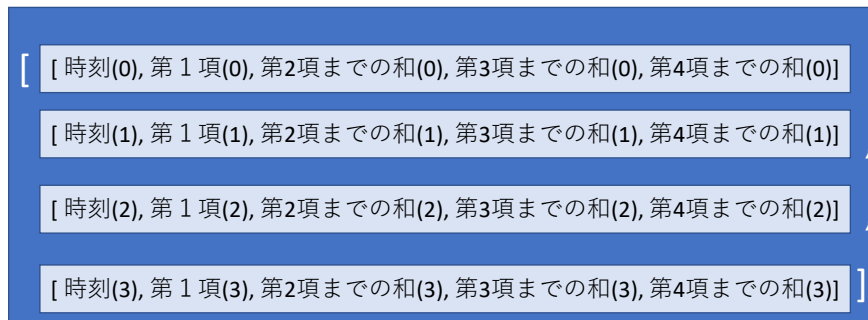 [ [ 時刻(0), 第１項(0), 第2項までの和(0), 第3項までの和(0), 第4項までの和(0)]
[ 時刻(1), 第１項(1), 第2項までの和(1), 第3項までの和(1), 第4項までの和(1)] ,
[ 時刻(2), 第１項(2), 第2項までの和(2), 第3項までの和(2), 第4項までの和(2)] ,
[ 時刻(3), 第１項(3), 第2項までの和(3), 第3項までの和(3), 第4項までの和(3)] ]